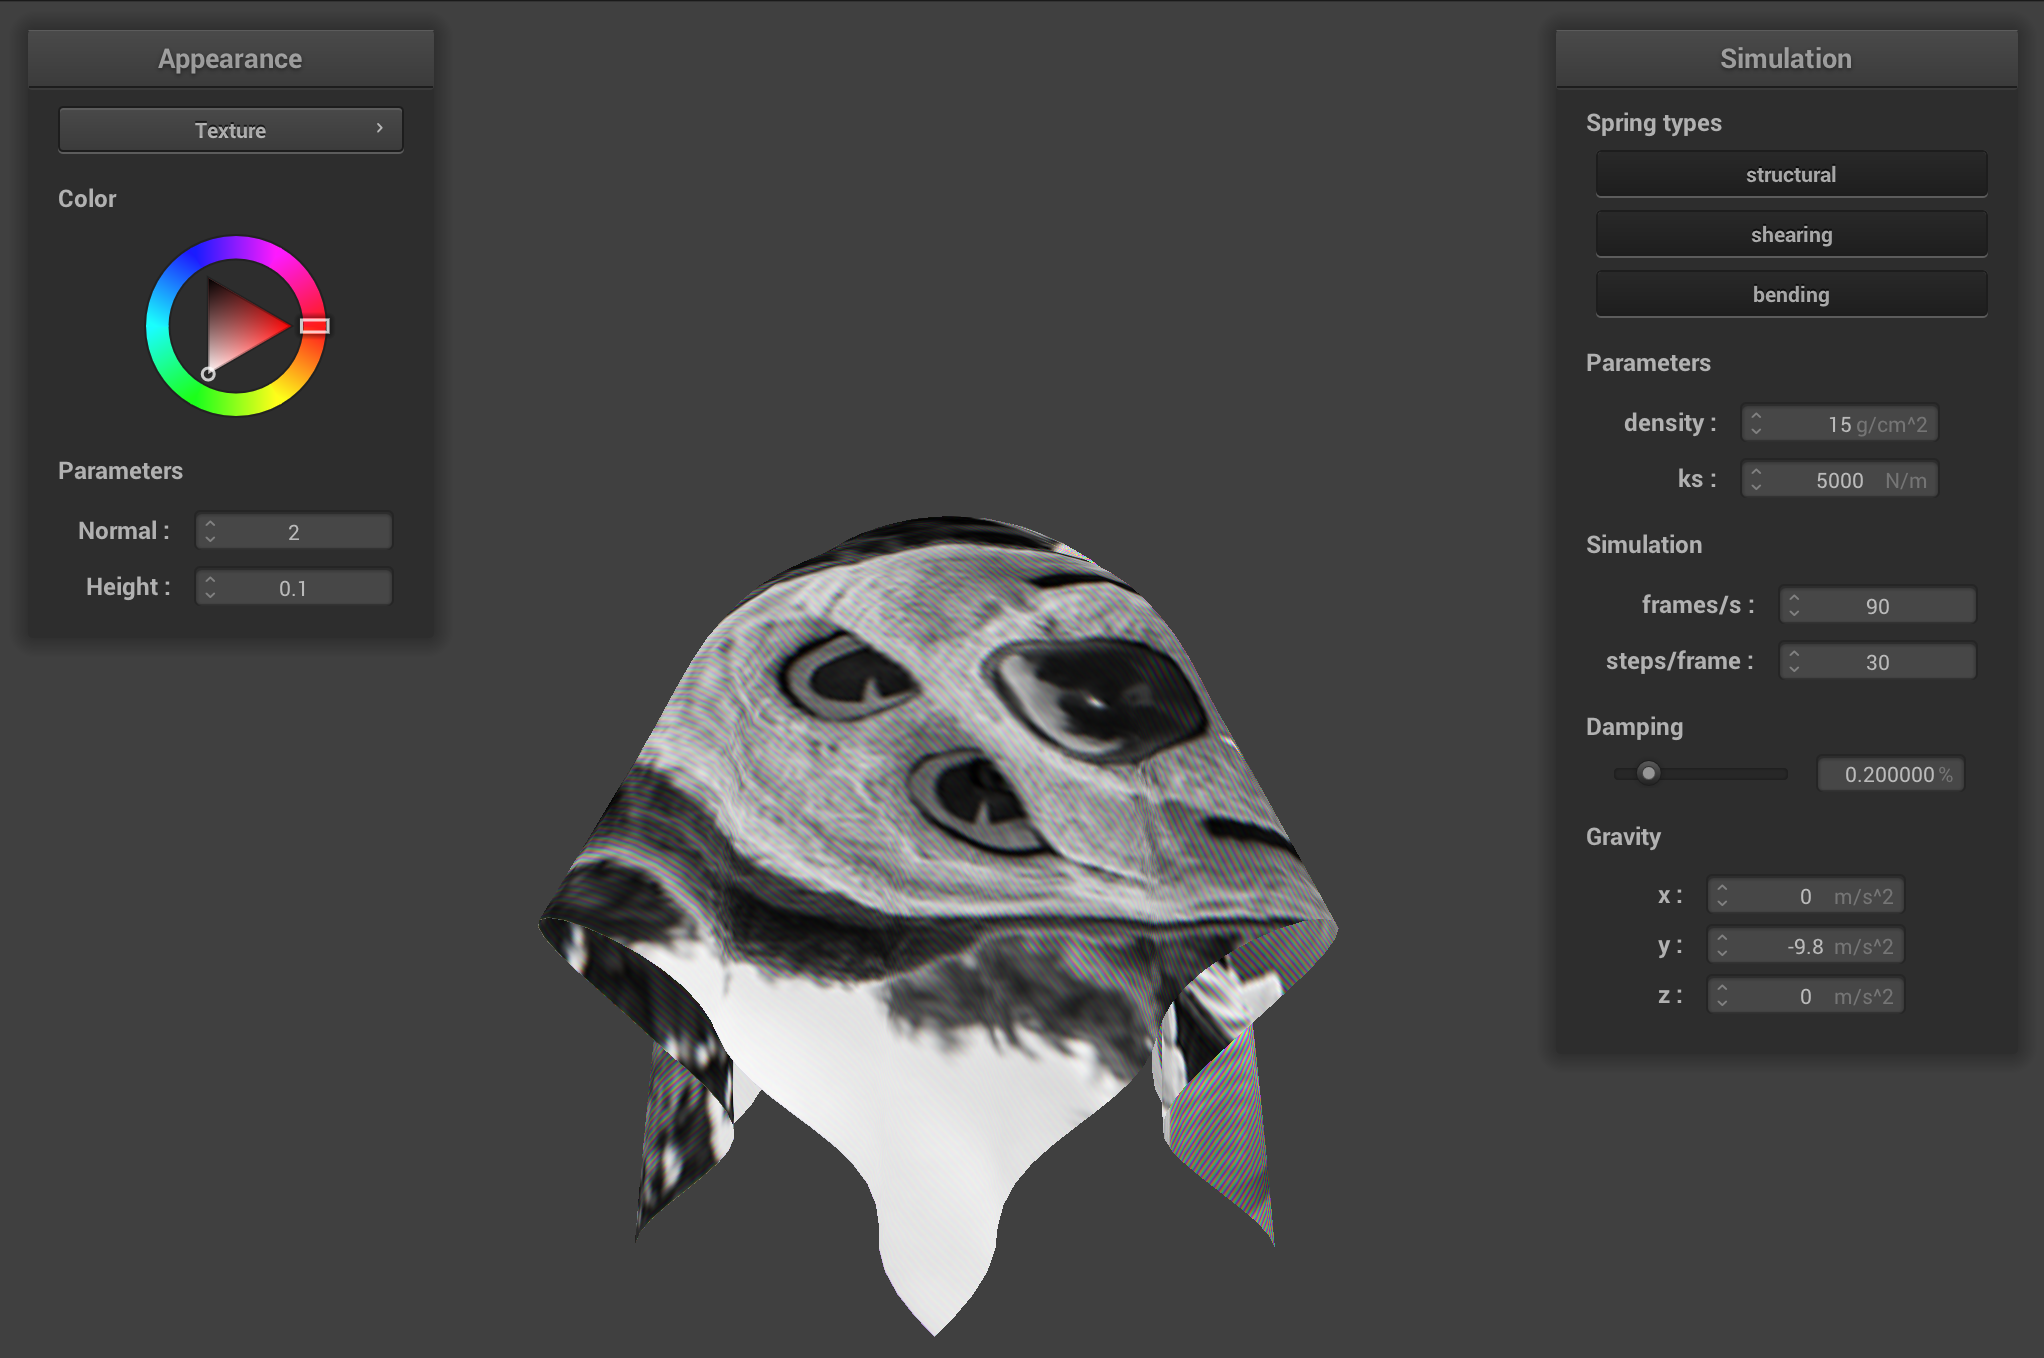 Appearance
Texture
Color
Parameters
Normal : 2
Height : 0.1
Simulation
Spring types
structural
shearing
bending
Parameters
density : 15 g/cm^2
ks : 5000 N/m
Simulation
frames/s : 90
steps/frame : 30
Damping
0.200000 %
Gravity
x : 0 m/s^2
y : -9.8 m/s^2
z : 0 m/s^2